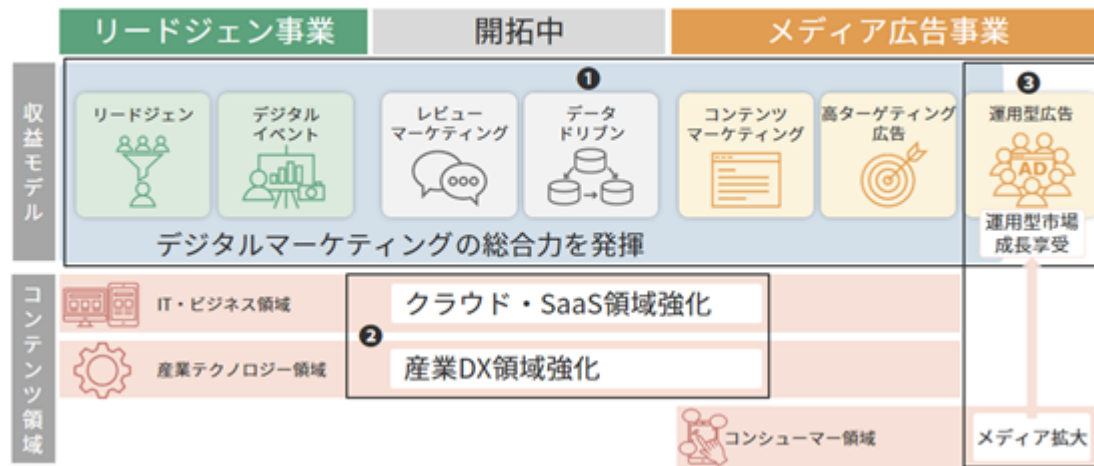 リードジェン事業
開拓中
メディア広告事業
収益モデル
❶
❸
リードジェン
デジタル
イベント
レビュー
マーケティング
データ
ドリブン
コンテンツ
マーケティング
高ターゲティング
広告
運用型広告
AD
運用型市場
成長享受
デジタルマーケティングの総合力を発揮
コンテンツ領域
IT・ビジネス領域
クラウド・SaaS領域強化
❷
産業テクノロジー領域
産業DX領域強化
コンシューマー領域
メディア拡大